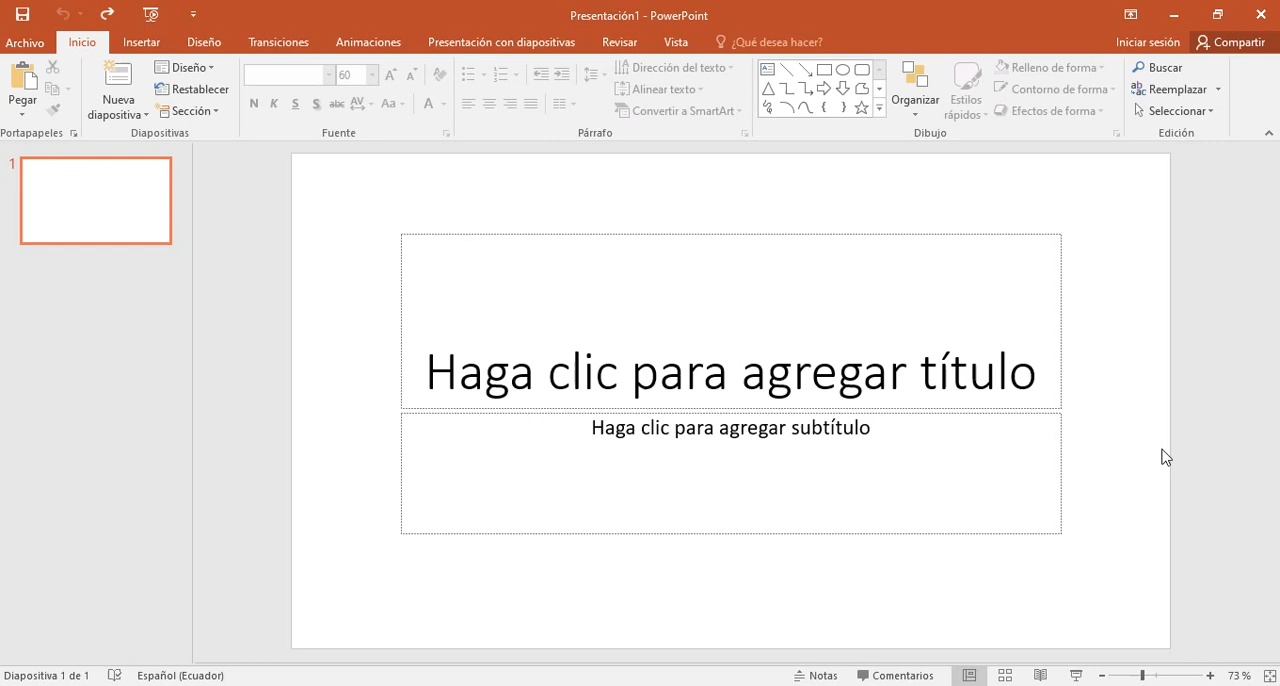 Presentación1 - PowerPoint
Archivo Inicio Insertar Diseño Transiciones Animaciones Presentación con diapositivas Revisar Vista ¿Qué desea hacer? Iniciar sesión Compartir
Pegar
Portapapeles
Nueva diapositiva
Diseño
Restablecer
Sección
Diapositivas
60
N K S S abc AV Aa A
Fuente
Dirección del texto
Alinear texto
Convertir a SmartArt
Párrafo
Organizar
Estilos rápidos
Relleno de forma
Contorno de forma
Efectos de forma
Dibujo
Buscar
Reemplazar
Seleccionar
Edición
1
Haga clic para agregar título
Haga clic para agregar subtítulo
Diapositiva 1 de 1 Español (Ecuador) Notas Comentarios 73 %